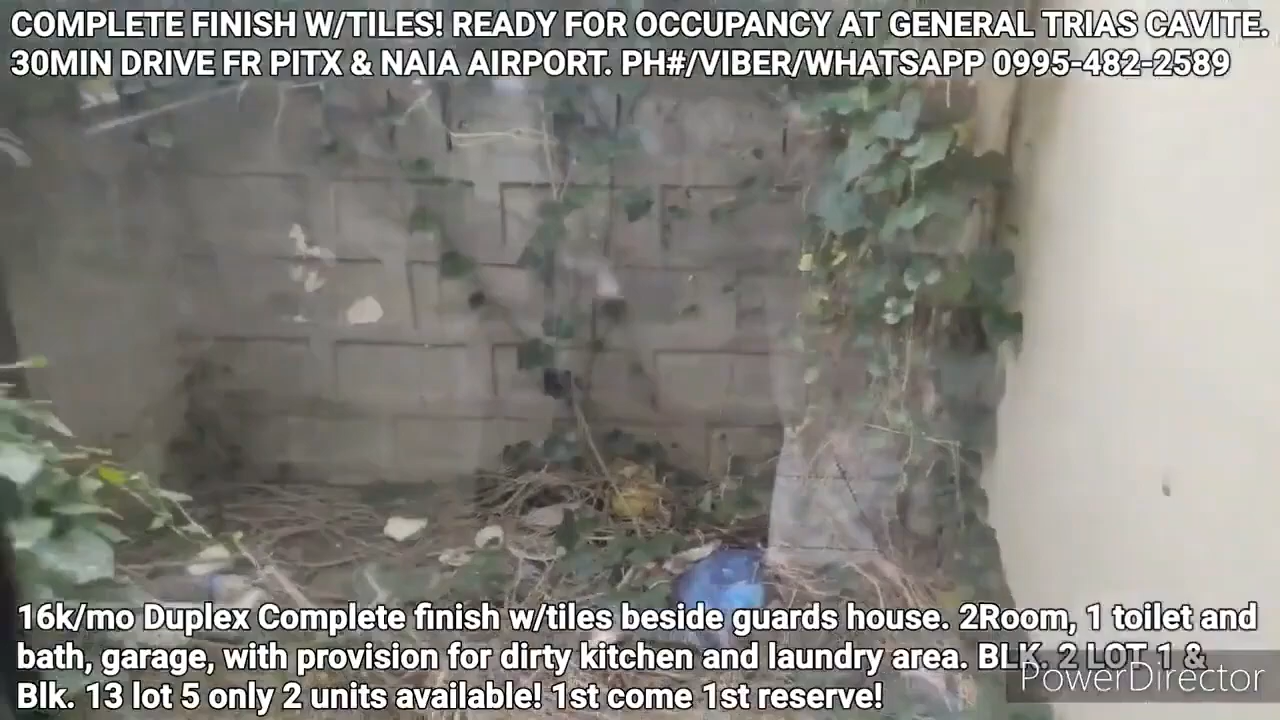 COMPLETE FINISH W/TILES! READY FOR OCCUPANCY AT GENERAL TRIAS CAVITE.
30MIN DRIVE FR PITX & NAIA AIRPORT. PH#/VIBER/WHATSAPP 0995-482-2589
16k/mo Duplex Complete finish w/tiles beside guards house. 2Room, 1 toilet and
bath, garage, with provision for dirty kitchen and laundry area. BLK. 2 LOT 1 &
Blk. 13 lot 5 only 2 units available! 1st come 1st reserve!
PowerDirector